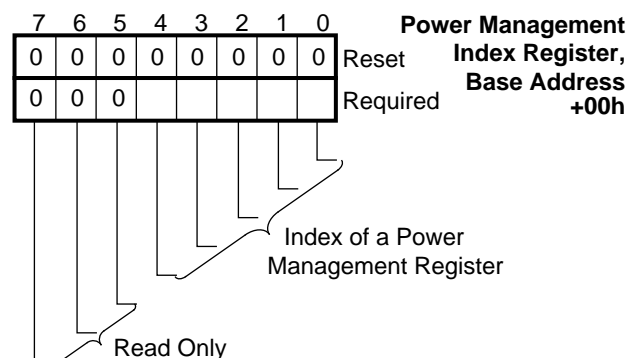 7 6 5 4 3 2 1 0
Power Management
Index Register,
Base Address
+00h
0 0 0 0 0 0 0 0 Reset
0 0 0 Required
Index of a Power
Management Register
Read Only